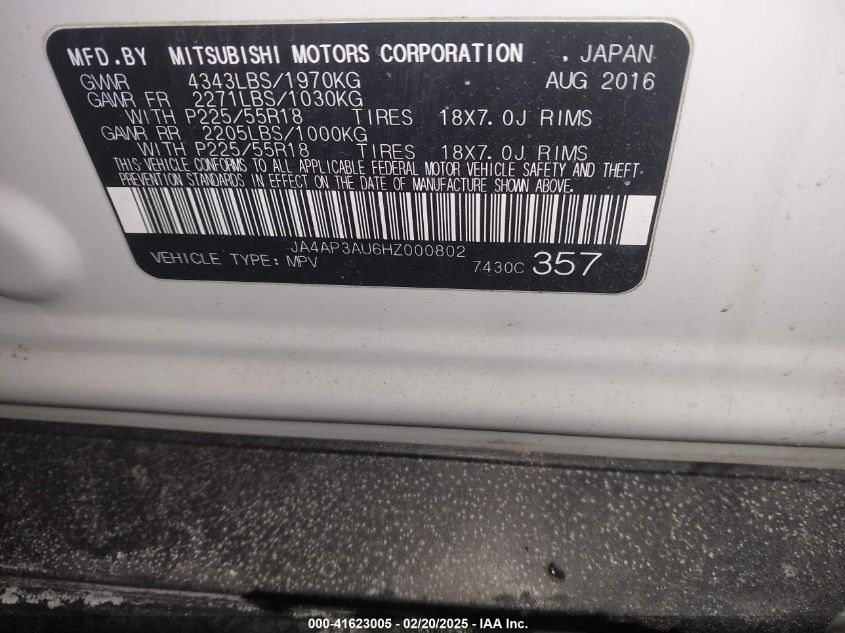 MFD.BY MITSUBISHI MOTORS CORPORATION , JAPAN
GVWR 4343LBS/1970KG AUG 2016
GAWR FR 2271LBS/1030KG
WITH P225/55R18 TIRES 18X7.0J RIMS
GAWR RR 2205LBS/1000KG
WITH P225/55R18 TIRES 18X7.0J RIMS
THIS VEHICLE CONFORMS TO ALL APPLICABLE FEDERAL MOTOR VEHICLE SAFETY AND THEFT
PREVENTION STANDARDS IN EFFECT ON THE DATE OF MANUFACTURE SHOWN ABOVE.
JA4AP3AU6HZ000802
VEHICLE TYPE: MPV 7430C 357
000-41623005 - 02/20/2025 - IAA Inc.